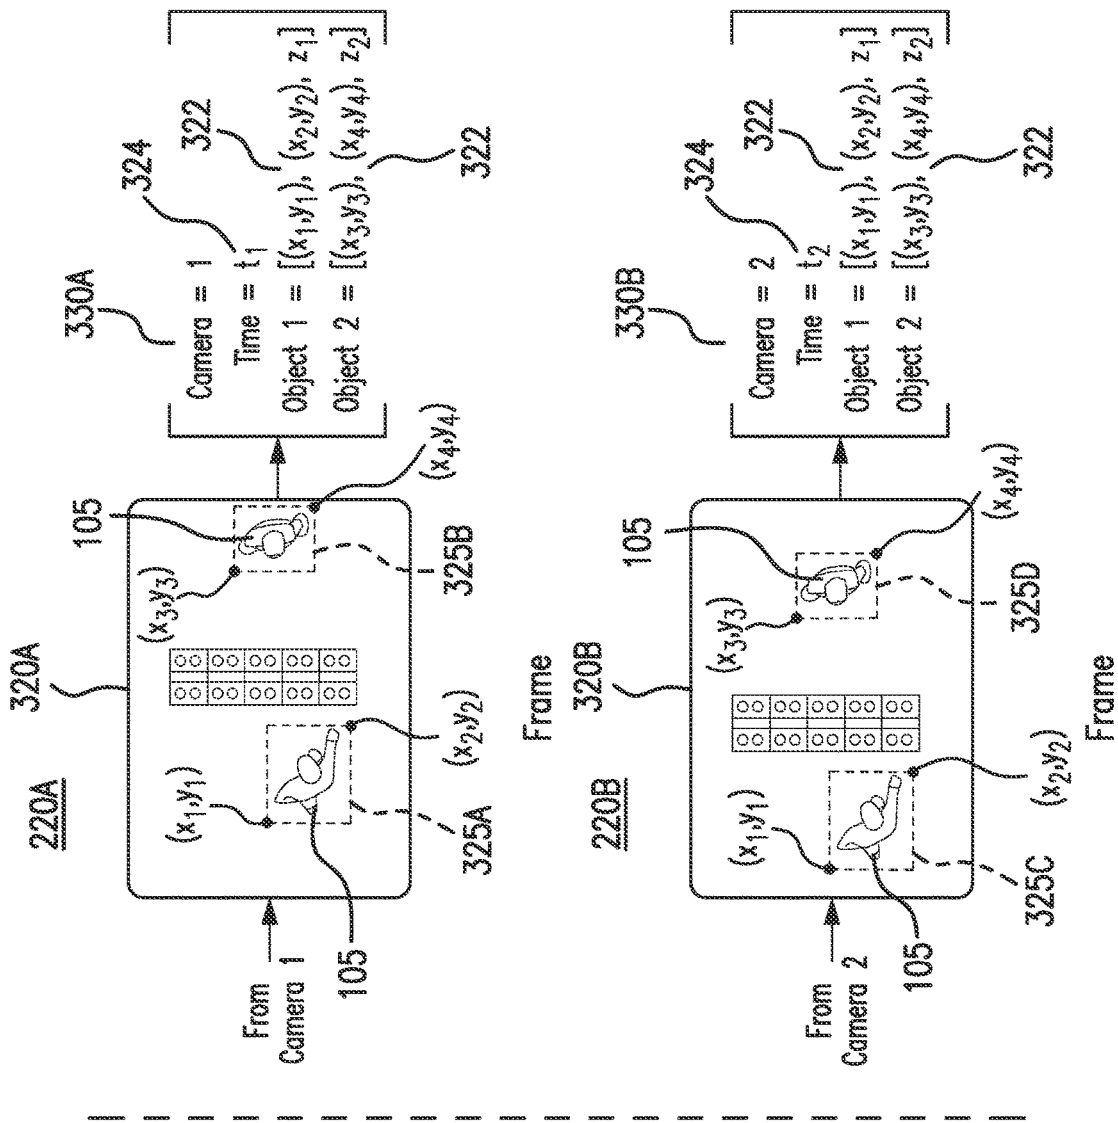 220A
320A
From
Camera 1
(x1,y1)
(x2,y2)
(x3,y3)
(x4,y4)
105
105
325A
325B
Frame
330A
Camera = 1
324
Time = t1
322
Object 1 = [(x1,y1), (x2,y2), z1]
Object 2 = [(x3,y3), (x4,y4), z2]
322
220B
320B
From
Camera 2
(x1,y1)
(x2,y2)
(x3,y3)
(x4,y4)
105
105
325C
325D
Frame
330B
Camera = 2
324
Time = t2
322
Object 1 = [(x1,y1), (x2,y2), z1]
Object 2 = [(x3,y3), (x4,y4), z2]
322